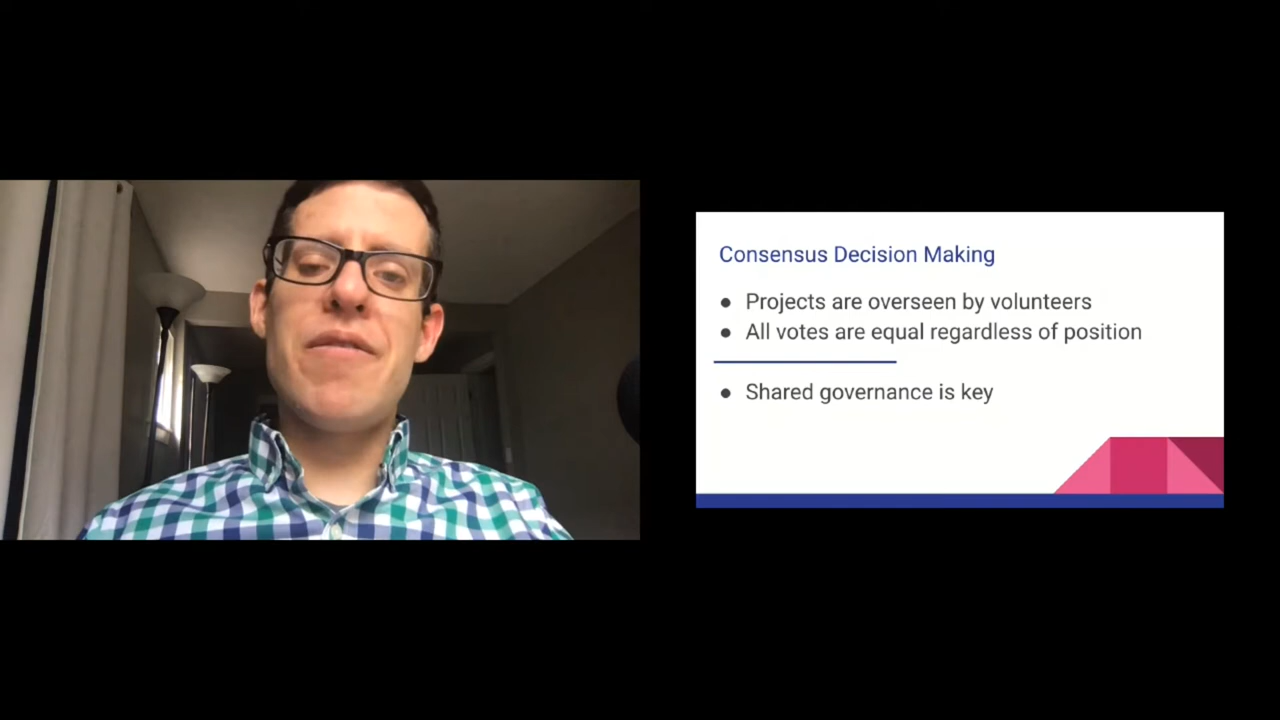 Consensus Decision Making
● Projects are overseen by volunteers
● All votes are equal regardless of position
● Shared governance is key